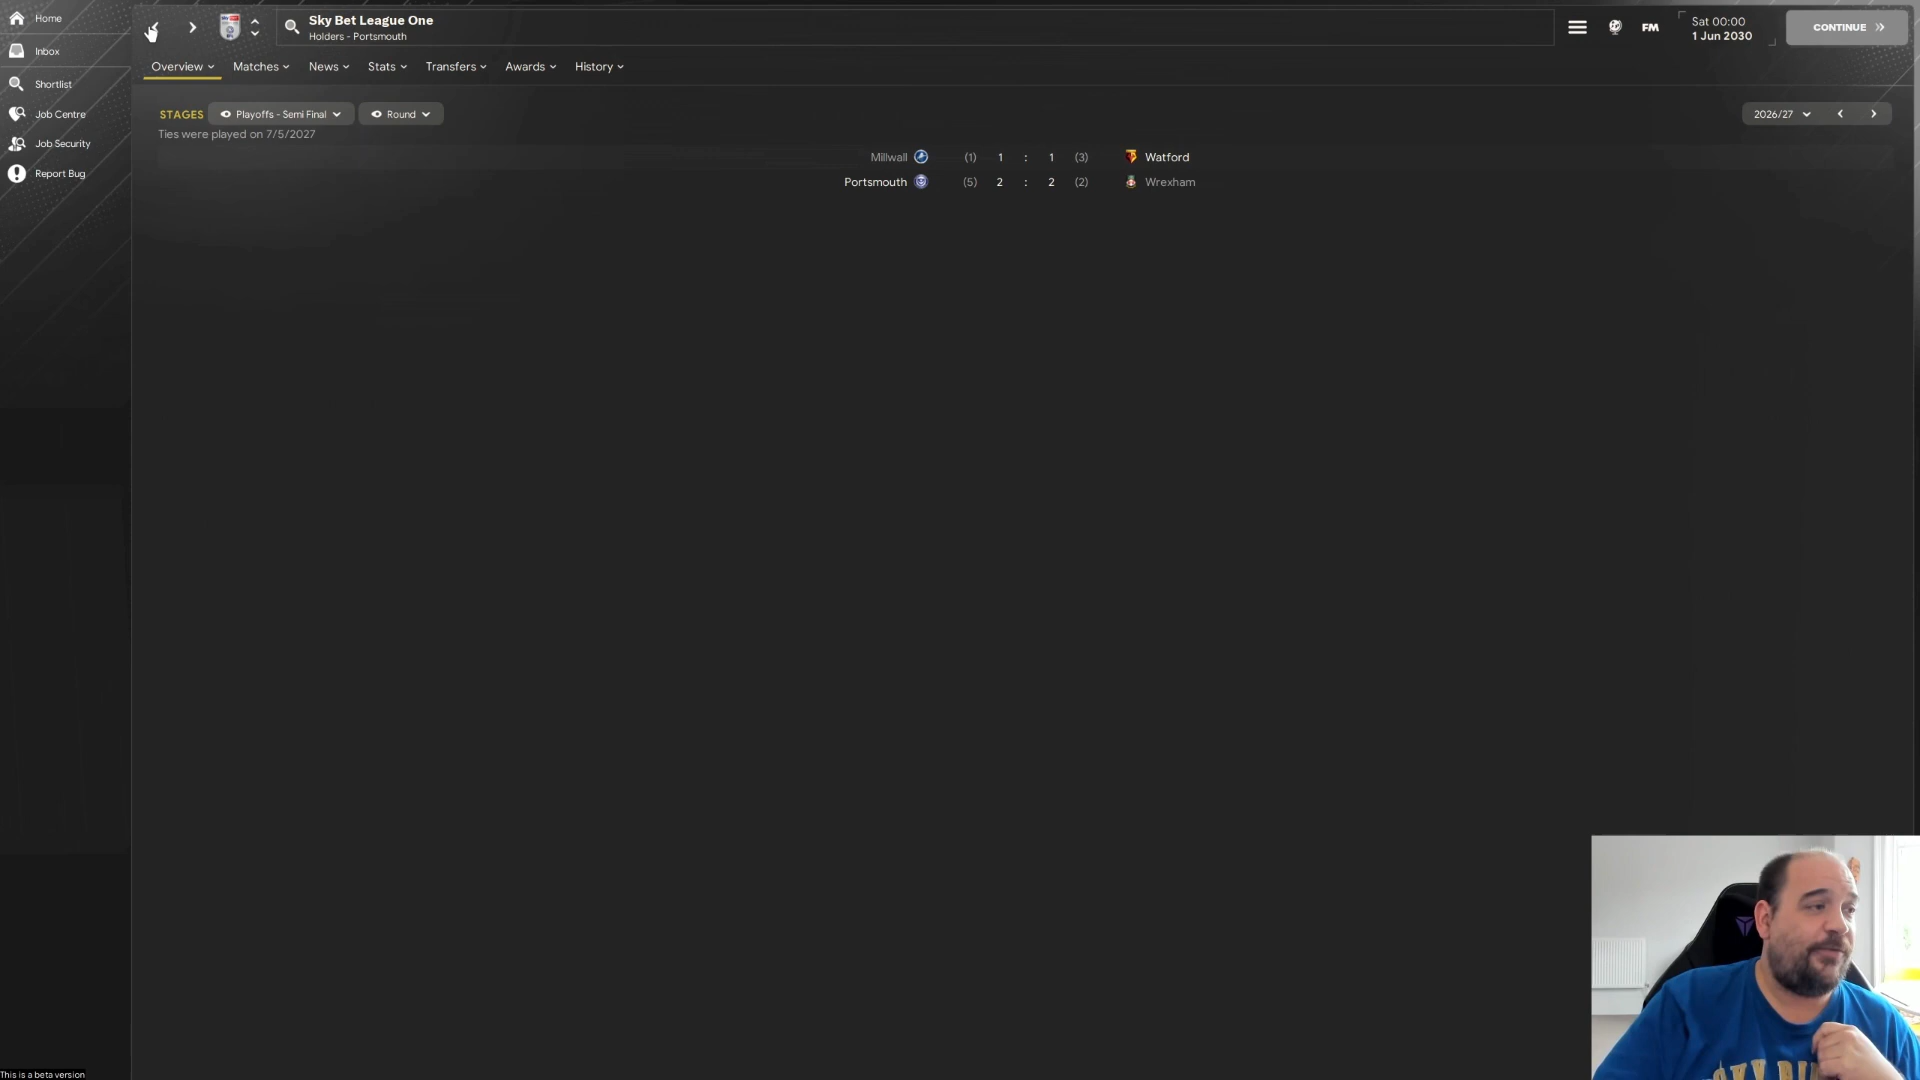 Home
Inbox
Shortlist
Job Centre
Job Security
Report Bug
Sky Bet League One
Holders - Portsmouth
FM
Sat 00:00
1 Jun 2030
CONTINUE
Overview
Matches
News
Stats
Transfers
Awards
History
STAGES
Playoffs - Semi Final
Round
2026/27
Ties were played on 7/5/2027
Millwall (1) 1 : 1 (3) Watford
Portsmouth (5) 2 : 2 (2) Wrexham
This is a beta version